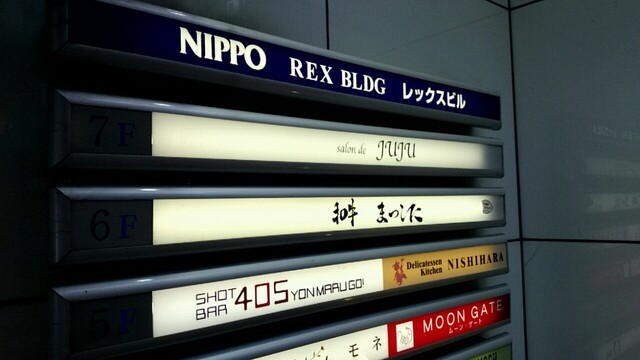 NIPPO REX BLDG レックスビル
7F salon de JUJU
6F 和牛 まつした
5F SHOT BAR 405 YON MARU GO! Delicatessen Kitchen NISHIHARA
モネ MOON GATE ムーン・ゲート